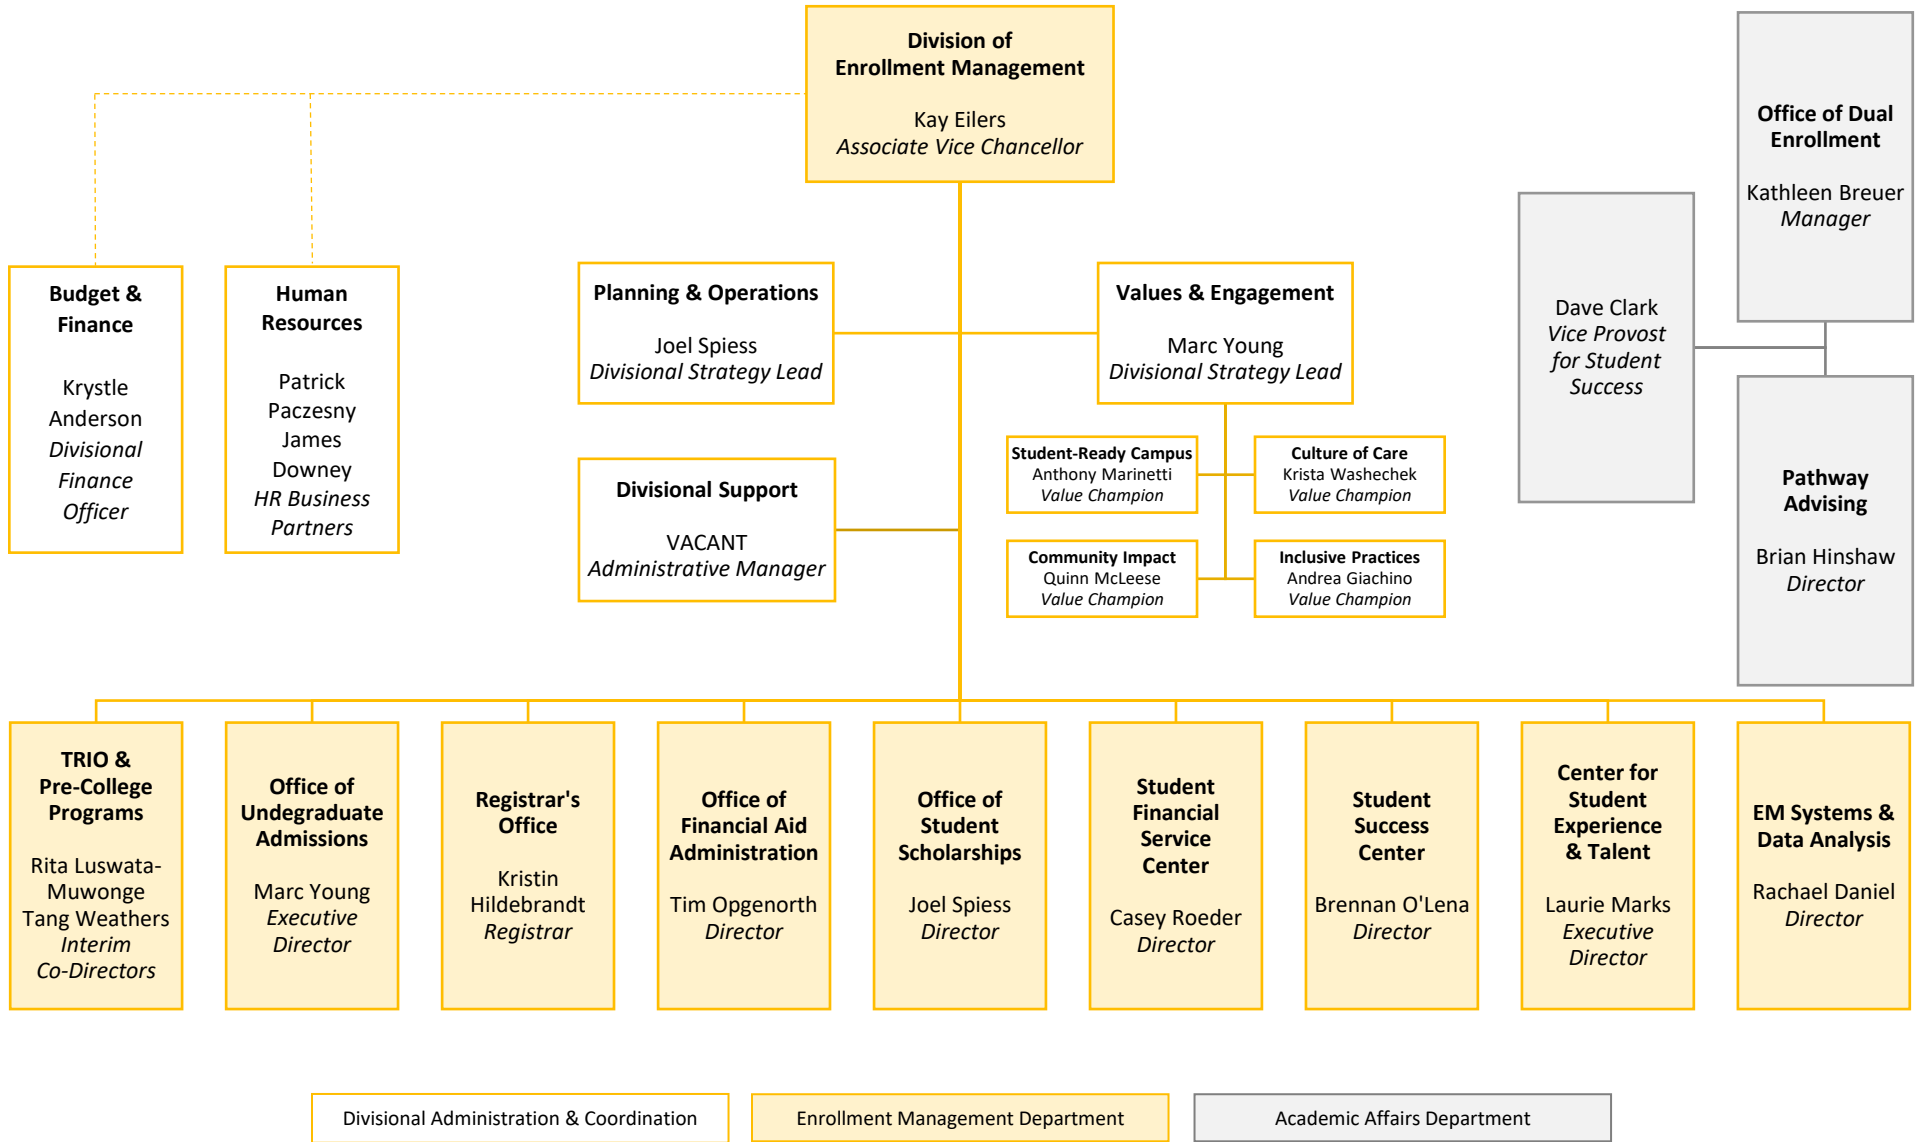 Division of
Enrollment Management
Kay Eilers
Associate Vice Chancellor
Office of Dual
Enrollment
Kathleen Breuer
Manager
Dave Clark
Vice Provost
for Student
Success
Pathway
Advising
Brian Hinshaw
Director
Budget &
Finance
Krystle
Anderson
Divisional
Finance
Officer
Human
Resources
Patrick
Paczesny
James
Downey
HR Business
Partners
Planning & Operations
Joel Spiess
Divisional Strategy Lead
Values & Engagement
Marc Young
Divisional Strategy Lead
Divisional Support
VACANT
Administrative Manager
Student-Ready Campus
Anthony Marinetti
Value Champion
Culture of Care
Krista Washechek
Value Champion
Community Impact
Quinn McLeese
Value Champion
Inclusive Practices
Andrea Giachino
Value Champion
TRIO &
Pre-College
Programs
Rita Luswata-
Muwonge
Tang Weathers
Interim
Co-Directors
Office of
Undegraduate
Admissions
Marc Young
Executive
Director
Registrar's
Office
Kristin
Hildebrandt
Registrar
Office of
Financial Aid
Administration
Tim Opgenorth
Director
Office of
Student
Scholarships
Joel Spiess
Director
Student
Financial
Service
Center
Casey Roeder
Director
Student
Success
Center
Brennan O'Lena
Director
Center for
Student
Experience
& Talent
Laurie Marks
Executive
Director
EM Systems &
Data Analysis
Rachael Daniel
Director
Divisional Administration & Coordination
Enrollment Management Department
Academic Affairs Department